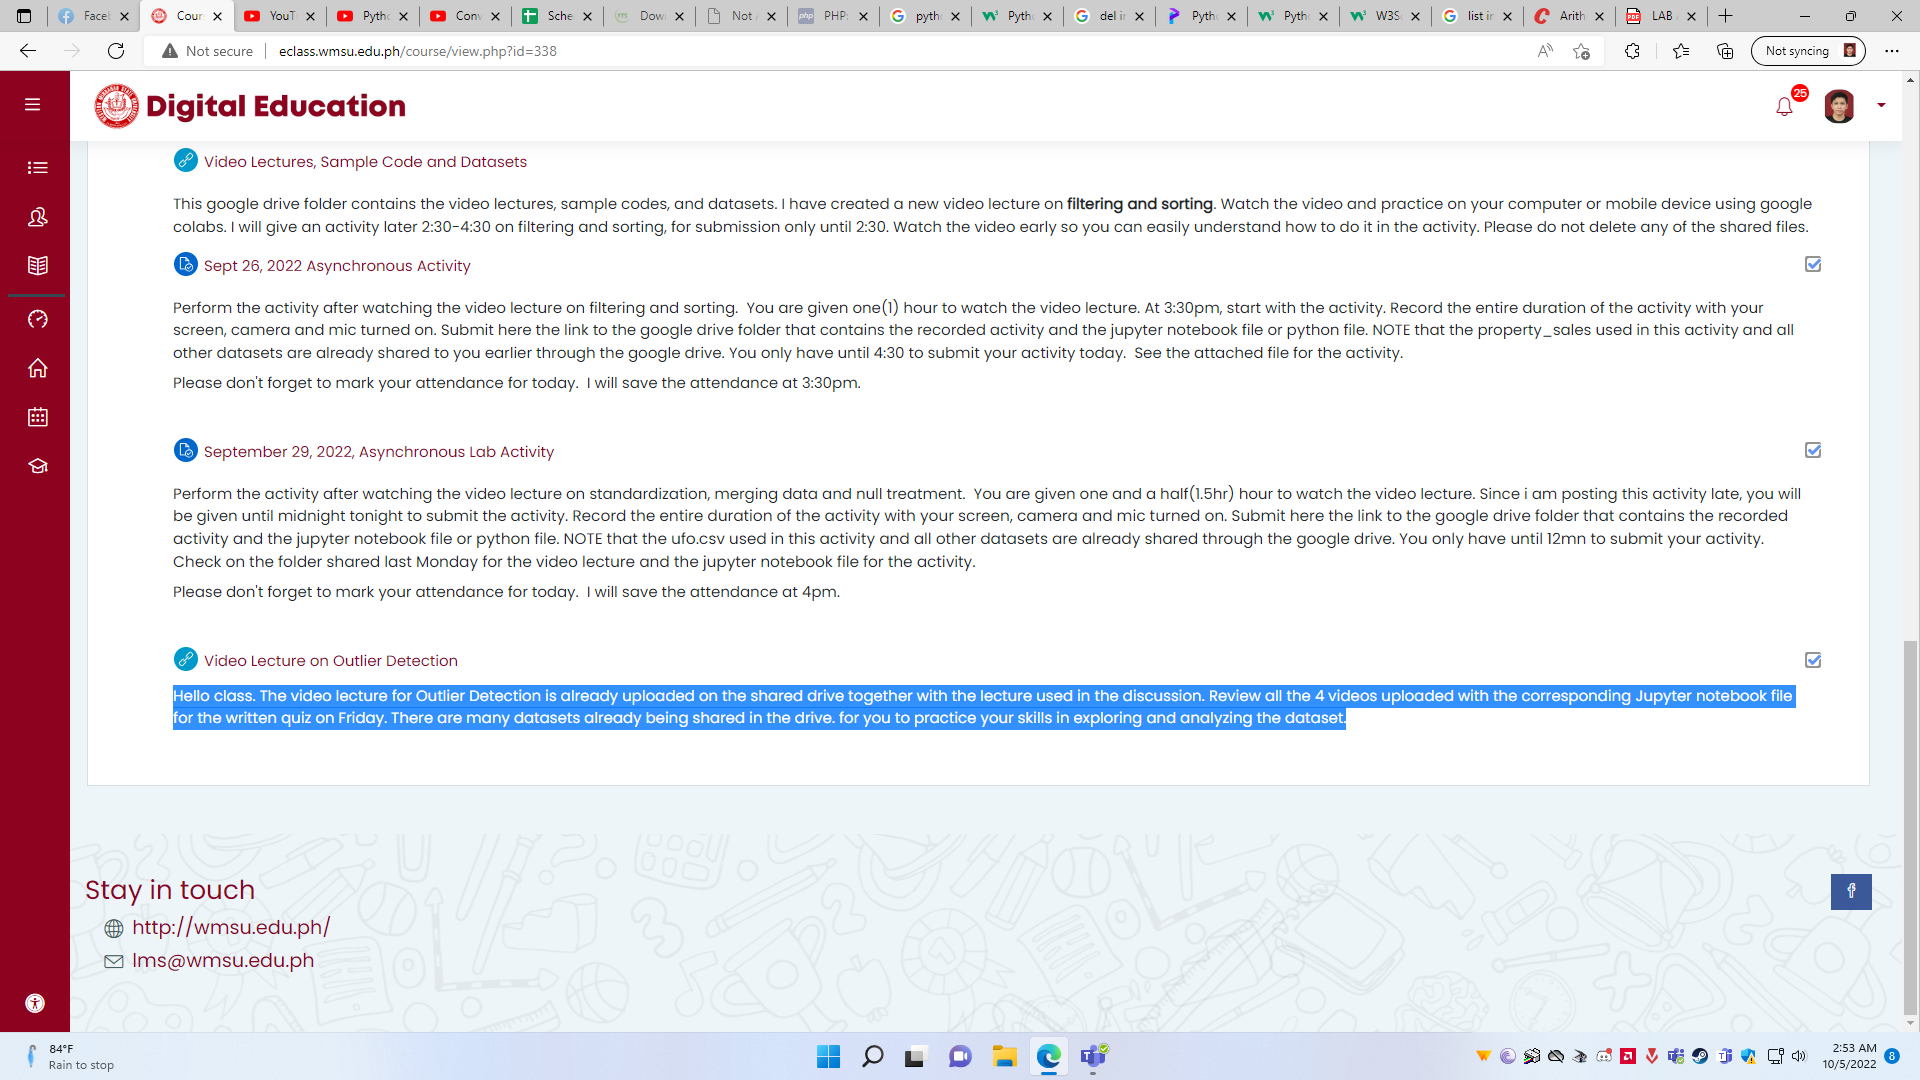 Facel
Cour
YouT
Pytho
Conv
Sche
Dow
Not A
PHP:
pytho
Pytho
del in
Pytho
Pytho
W3Sc
list in
Arith
LAB
Not secure
eclass.wmsu.edu.ph/course/view.php?id=338
Not syncing
Digital Education
25
Video Lectures, Sample Code and Datasets
This google drive folder contains the video lectures, sample codes, and datasets. I have created a new video lecture on filtering and sorting. Watch the video and practice on your computer or mobile device using google
colabs. I will give an activity later 2:30-4:30 on filtering and sorting, for submission only until 2:30. Watch the video early so you can easily understand how to do it in the activity. Please do not delete any of the shared files.
Sept 26, 2022 Asynchronous Activity
Perform the activity after watching the video lecture on filtering and sorting. You are given one(1) hour to watch the video lecture. At 3:30pm, start with the activity. Record the entire duration of the activity with your
screen, camera and mic turned on. Submit here the link to the google drive folder that contains the recorded activity and the jupyter notebook file or python file. NOTE that the property_sales used in this activity and all
other datasets are already shared to you earlier through the google drive. You only have until 4:30 to submit your activity today. See the attached file for the activity.
Please don't forget to mark your attendance for today. I will save the attendance at 3:30pm.
September 29, 2022, Asynchronous Lab Activity
Perform the activity after watching the video lecture on standardization, merging data and null treatment. You are given one and a half(1.5hr) hour to watch the video lecture. Since i am posting this activity late, you will
be given until midnight tonight to submit the activity. Record the entire duration of the activity with your screen, camera and mic turned on. Submit here the link to the google drive folder that contains the recorded
activity and the jupyter notebook file or python file. NOTE that the ufo.csv used in this activity and all other datasets are already shared through the google drive. You only have until 12mn to submit your activity.
Check on the folder shared last Monday for the video lecture and the jupyter notebook file for the activity.
Please don't forget to mark your attendance for today. I will save the attendance at 4pm.
Video Lecture on Outlier Detection
Hello class. The video lecture for Outlier Detection is already uploaded on the shared drive together with the lecture used in the discussion. Review all the 4 videos uploaded with the corresponding Jupyter notebook file
for the written quiz on Friday. There are many datasets already being shared in the drive. for you to practice your skills in exploring and analyzing the dataset.
Stay in touch
http://wmsu.edu.ph/
lms@wmsu.edu.ph
84°F
Rain to stop
2:53 AM
10/5/2022
8